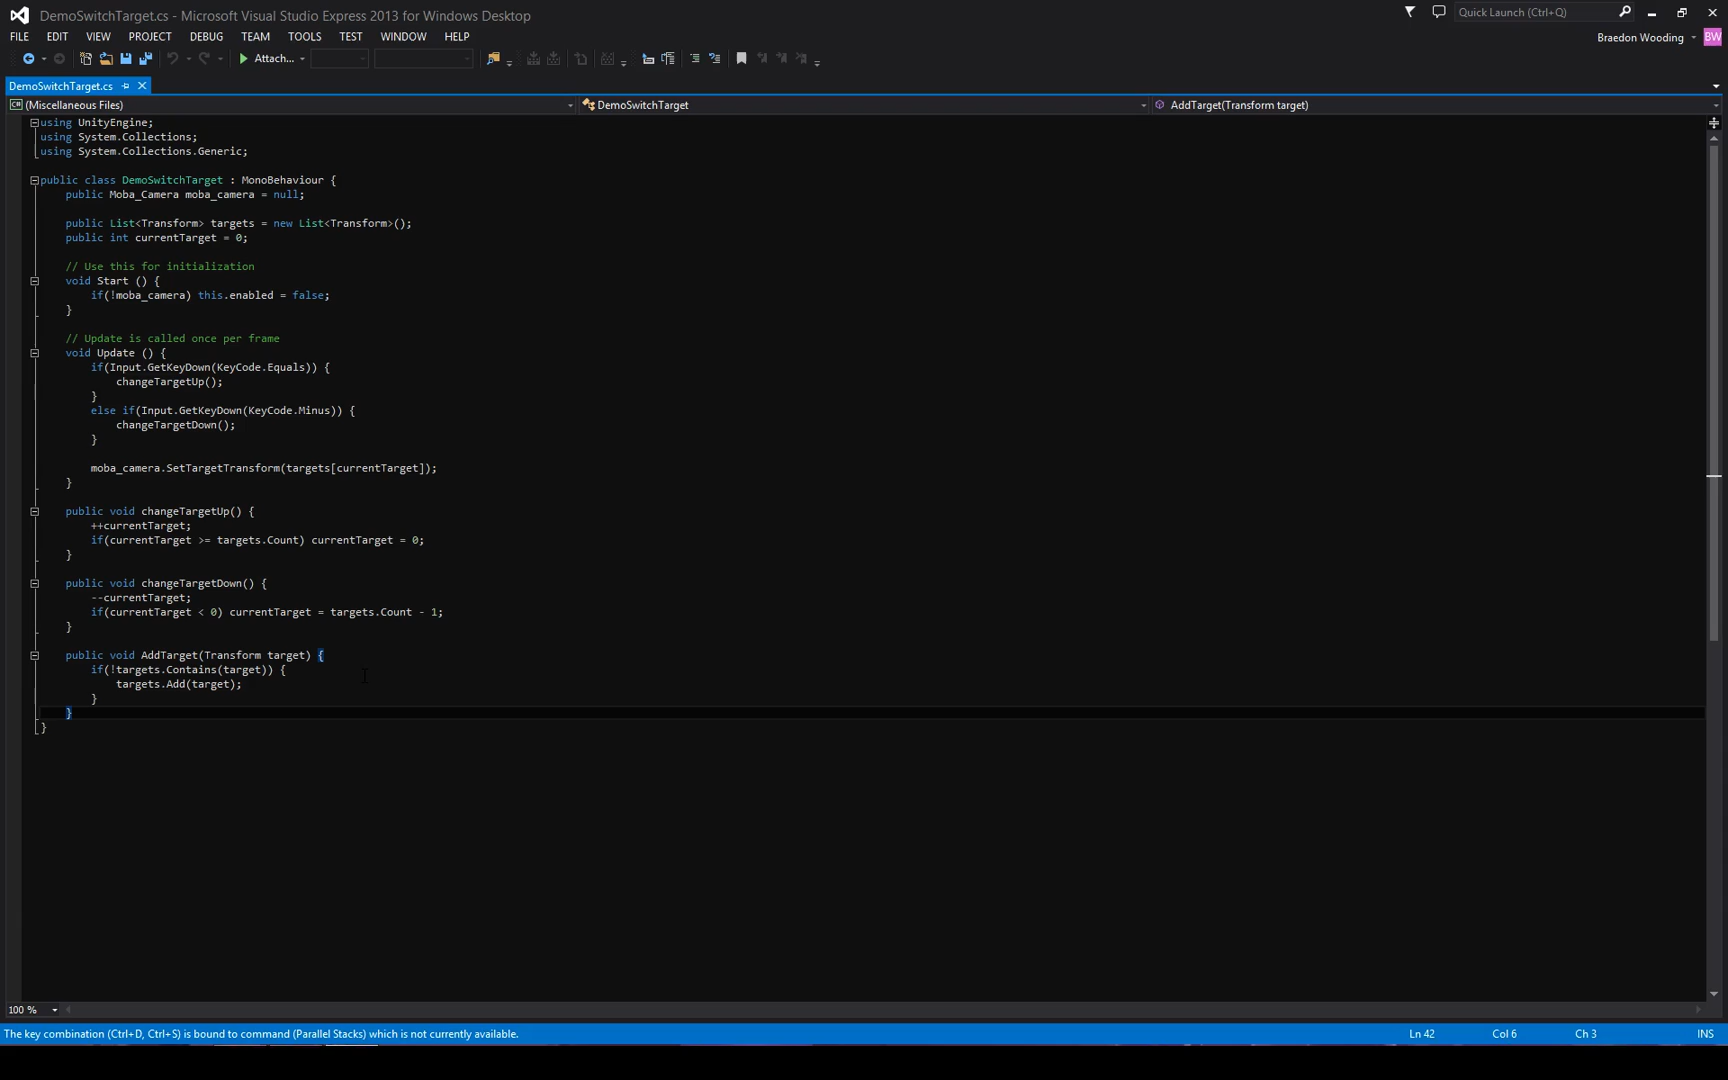 DemoSwitchTarget.cs - Microsoft Visual Studio Express 2013 for Windows Desktop
Quick Launch (Ctrl+Q)
FILE EDIT VIEW PROJECT DEBUG TEAM TOOLS TEST WINDOW HELP
Braedon Wooding BW
Attach...
DemoSwitchTarget.cs
C# (Miscellaneous Files) DemoSwitchTarget AddTarget(Transform target)
using UnityEngine;
using System.Collections;
using System.Collections.Generic;
public class DemoSwitchTarget : MonoBehaviour {
public Moba_Camera moba_camera = null;
public List<Transform> targets = new List<Transform>();
public int currentTarget = 0;
// Use this for initialization
void Start () {
if(!moba_camera) this.enabled = false;
}
// Update is called once per frame
void Update () {
if(Input.GetKeyDown(KeyCode.Equals)) {
changeTargetUp();
}
else if(Input.GetKeyDown(KeyCode.Minus)) {
changeTargetDown();
}
moba_camera.SetTargetTransform(targets[currentTarget]);
}
public void changeTargetUp() {
++currentTarget;
if(currentTarget >= targets.Count) currentTarget = 0;
}
public void changeTargetDown() {
--currentTarget;
if(currentTarget < 0) currentTarget = targets.Count - 1;
}
public void AddTarget(Transform target) {
if(!targets.Contains(target)) {
targets.Add(target);
}
}
}
100 %
The key combination (Ctrl+D, Ctrl+S) is bound to command (Parallel Stacks) which is not currently available. Ln 42 Col 6 Ch 3 INS